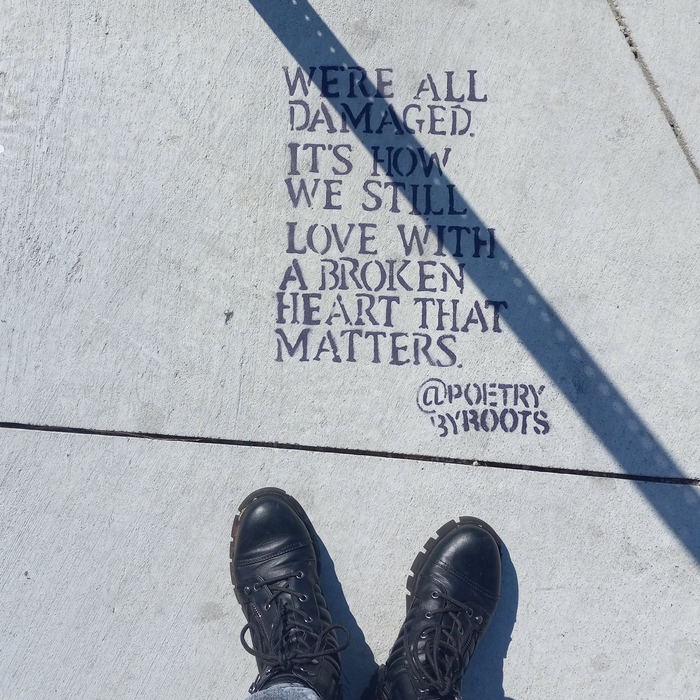 WE'RE ALL
DAMAGED.
IT'S HOW
WE STILL
LOVE WITH
A BROKEN
HEART THAT
MATTERS.
@POETRY
BYROOTS